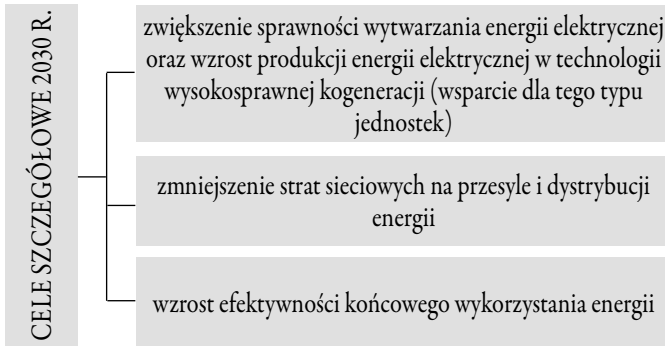 CELE SZCZEGÓŁOWE 2030 R.
zwiększenie sprawności wytwarzania energii elektrycznej
oraz wzrost produkcji energii elektrycznej w technologii
wysokosprawnej kogeneracji (wsparcie dla tego typu
jednostek)
zmniejszenie strat sieciowych na przesyle i dystrybucji
energii
wzrost efektywności końcowego wykorzystania energii